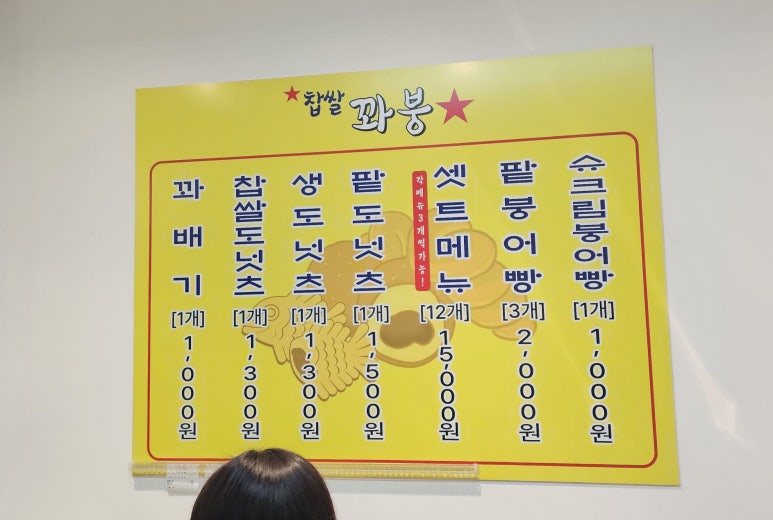 찹쌀 꽈붕
꽈배기 [1개] 1,000원
찹쌀도넛츠 [1개] 1,300원
생도넛츠 [1개] 1,300원
팥도넛츠 [1개] 1,500원
각메뉴3개씩가능!
셋트메뉴 [12개] 15,000원
팥붕어빵 [3개] 2,000원
슈크림붕어빵 [1개] 1,000원